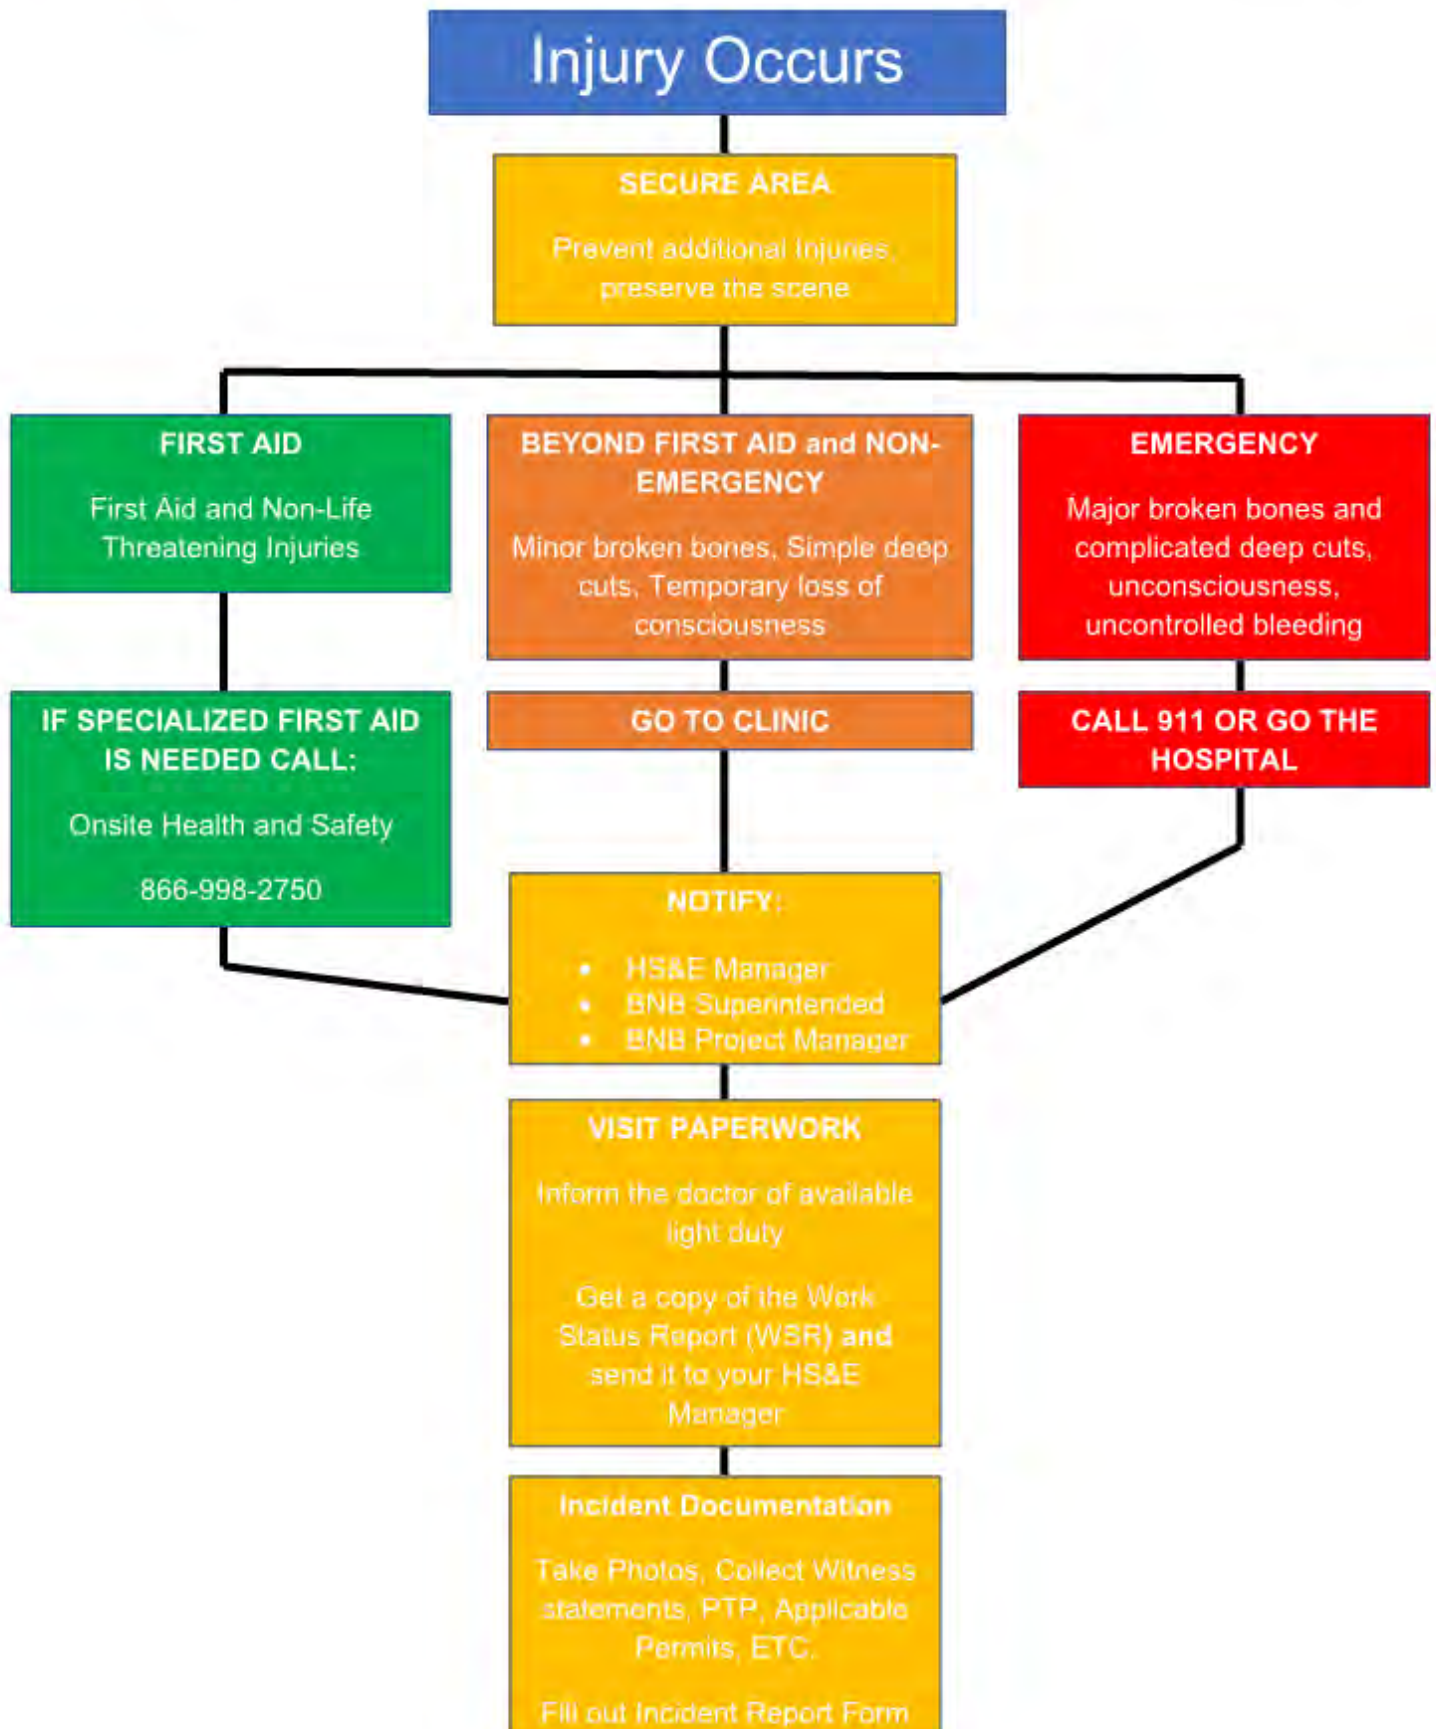 Injury Occurs
SECURE AREA
Prevent additional Injuries,
preserve the scene
FIRST AID
First Aid and Non-Life
Threatening Injuries
BEYOND FIRST AID and NON-
EMERGENCY
Minor broken bones, Simple deep
cuts, Temporary loss of
consciousness
EMERGENCY
Major broken bones and
complicated deep cuts,
unconsciousness,
uncontrolled bleeding
IF SPECIALIZED FIRST AID
IS NEEDED CALL:
Onsite Health and Safety
866-998-2750
GO TO CLINIC
CALL 911 OR GO THE
HOSPITAL
NOTIFY:
• HS&E Manager
• BNB Superintended
• BNB Project Manager
VISIT PAPERWORK
Inform the doctor of available
light duty
Get a copy of the Work
Status Report (WSR) and
send it to your HS&E
Manager
Incident Documentation
Take Photos, Collect Witness
statements, PTP, Applicable
Permits, ETC.
Fill out Incident Report Form